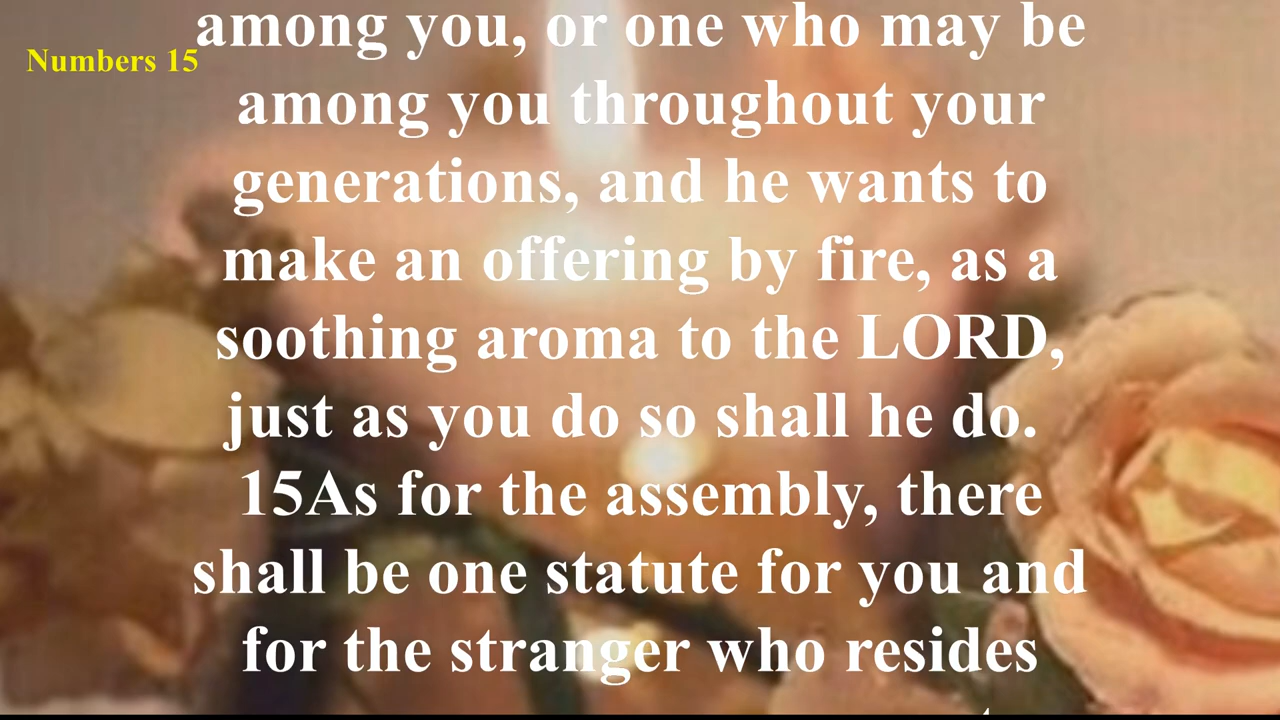 among you, or one who may be
Numbers 15
among you throughout your
generations, and he wants to
make an offering by fire, as a
soothing aroma to the LORD,
just as you do so shall he do.
15As for the assembly, there
shall be one statute for you and
for the stranger who resides